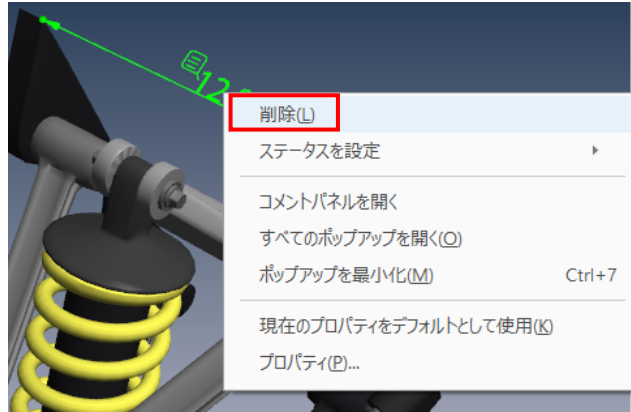 12
削除(L)
ステータスを設定
コメントパネルを開く
すべてのポップアップを開く(O)
ポップアップを最小化(M) Ctrl+7
現在のプロパティをデフォルトとして使用(K)
プロパティ(P)...